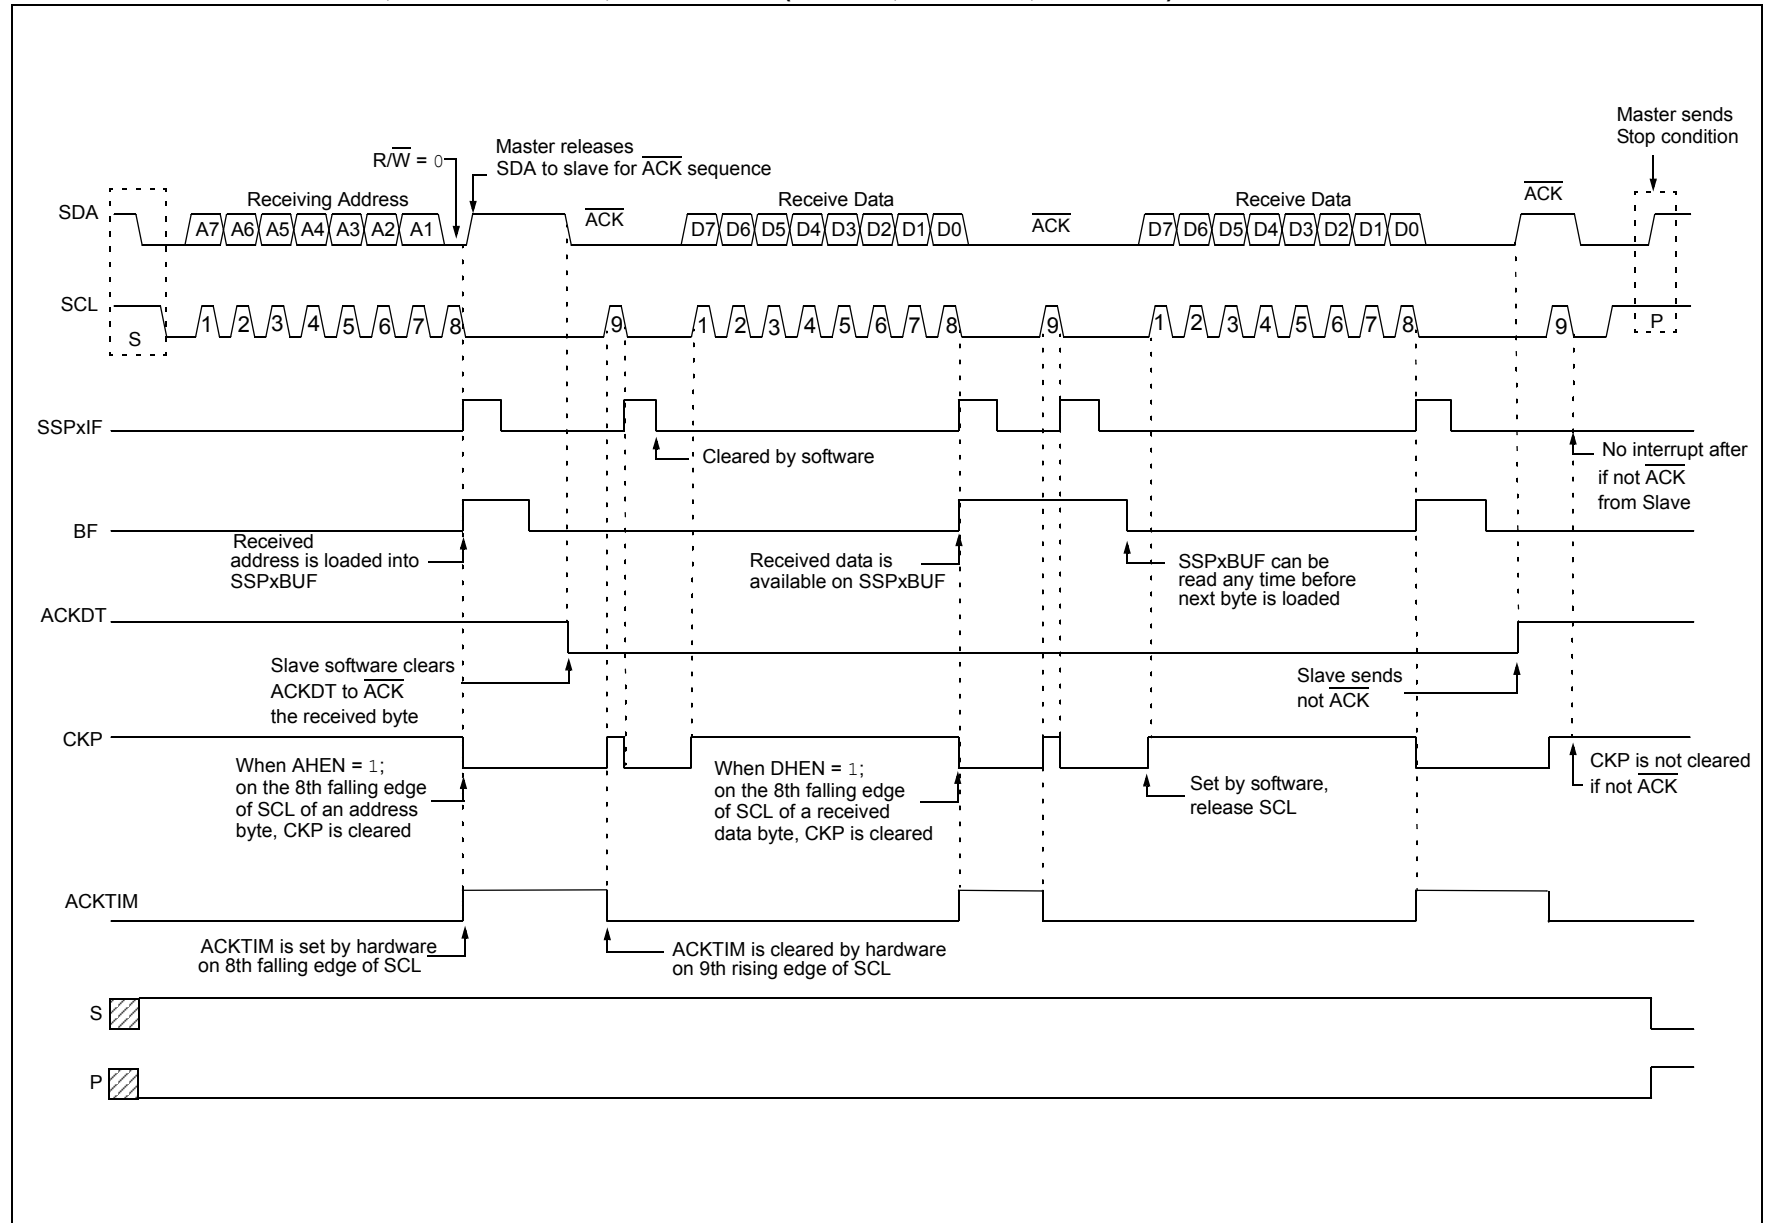 Master sends
Stop condition
Master releases
SDA to slave for ACK sequence
R/W = 0
Receiving Address
ACK
Receive Data
ACK
Receive Data
ACK
SDA
A7 A6 A5 A4 A3 A2 A1
D7 D6 D5 D4 D3 D2 D1 D0
D7 D6 D5 D4 D3 D2 D1 D0
SCL
S
1 2 3 4 5 6 7 8 9
1 2 3 4 5 6 7 8 9
1 2 3 4 5 6 7 8 9
P
SSPxIF
Cleared by software
No interrupt after
if not ACK
from Slave
BF
Received
address is loaded into
SSPxBUF
Received data is
available on SSPxBUF
SSPxBUF can be
read any time before
next byte is loaded
ACKDT
Slave software clears
ACKDT to ACK
the received byte
Slave sends
not ACK
CKP
When AHEN = 1;
on the 8th falling edge
of SCL of an address
byte, CKP is cleared
When DHEN = 1;
on the 8th falling edge
of SCL of a received
data byte, CKP is cleared
Set by software,
release SCL
CKP is not cleared
if not ACK
ACKTIM
ACKTIM is set by hardware
on 8th falling edge of SCL
ACKTIM is cleared by hardware
on 9th rising edge of SCL
S
P